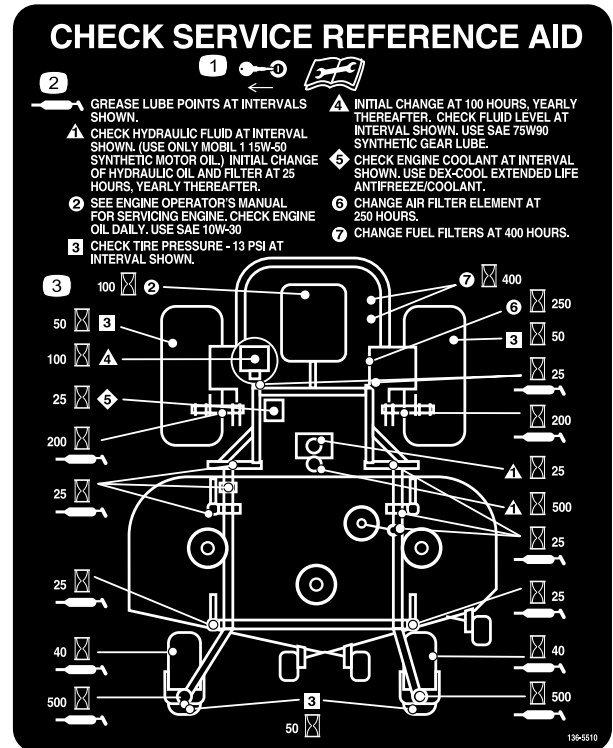 CHECK SERVICE REFERENCE AID
1
2
GREASE LUBE POINTS AT INTERVALS
SHOWN.
1 CHECK HYDRAULIC FLUID AT INTERVAL
SHOWN. (USE ONLY MOBIL 1 15W-50
SYNTHETIC MOTOR OIL.) INITIAL CHANGE
OF HYDRAULIC OIL AND FILTER AT 25
HOURS, YEARLY THEREAFTER.
2 SEE ENGINE OPERATOR'S MANUAL
FOR SERVICING ENGINE. CHECK ENGINE
OIL DAILY. USE SAE 10W-30
3 CHECK TIRE PRESSURE - 13 PSI AT
INTERVAL SHOWN.
4 INITIAL CHANGE AT 100 HOURS, YEARLY
THEREAFTER. CHECK FLUID LEVEL AT
INTERVAL SHOWN. USE SAE 75W90
SYNTHETIC GEAR LUBE.
5 CHECK ENGINE COOLANT AT INTERVAL
SHOWN. USE DEX-COOL EXTENDED LIFE
ANTIFREEZE/COOLANT.
6 CHANGE AIR FILTER ELEMENT AT
250 HOURS.
7 CHANGE FUEL FILTERS AT 400 HOURS.
3
100 2
50 3
100 4
25 5
200
25
25
40
500
7 400
6 250
3 50
25
200
1 25
1 500
25
25
40
500
3
50
136-5510